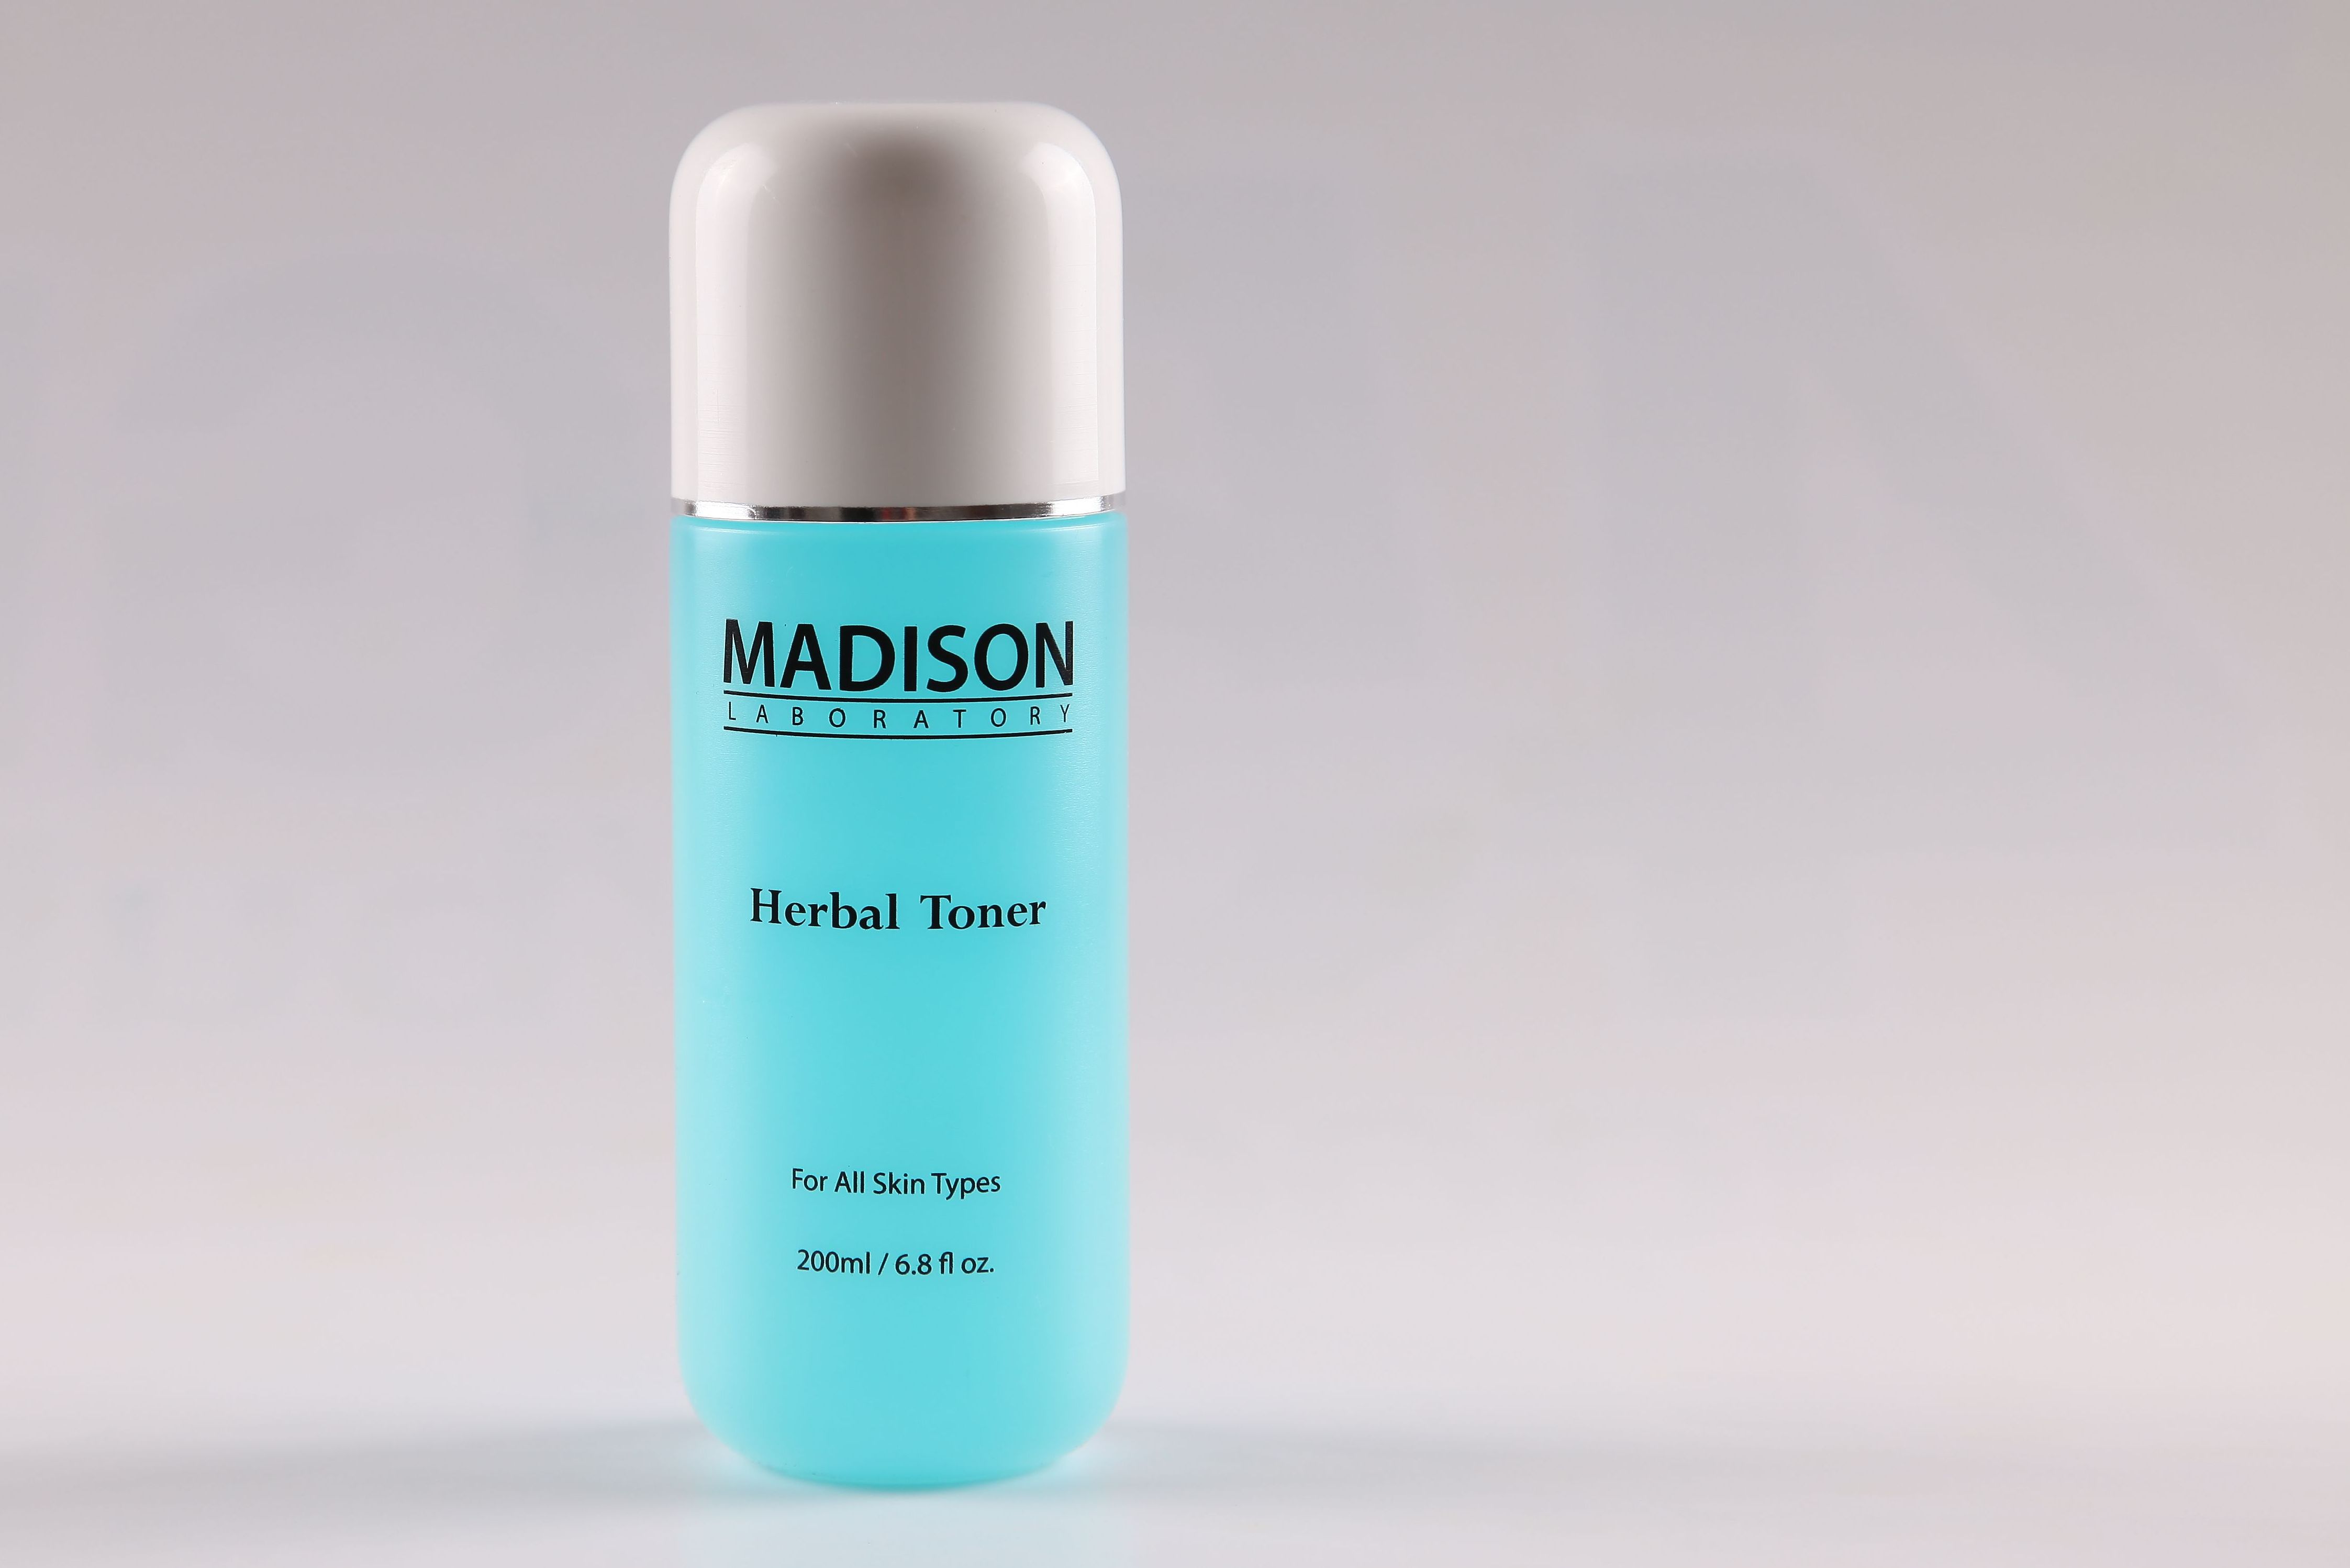 MADISON
LABORATORY
Herbal Toner
For All Skin Types
200ml / 6.8 fl oz.